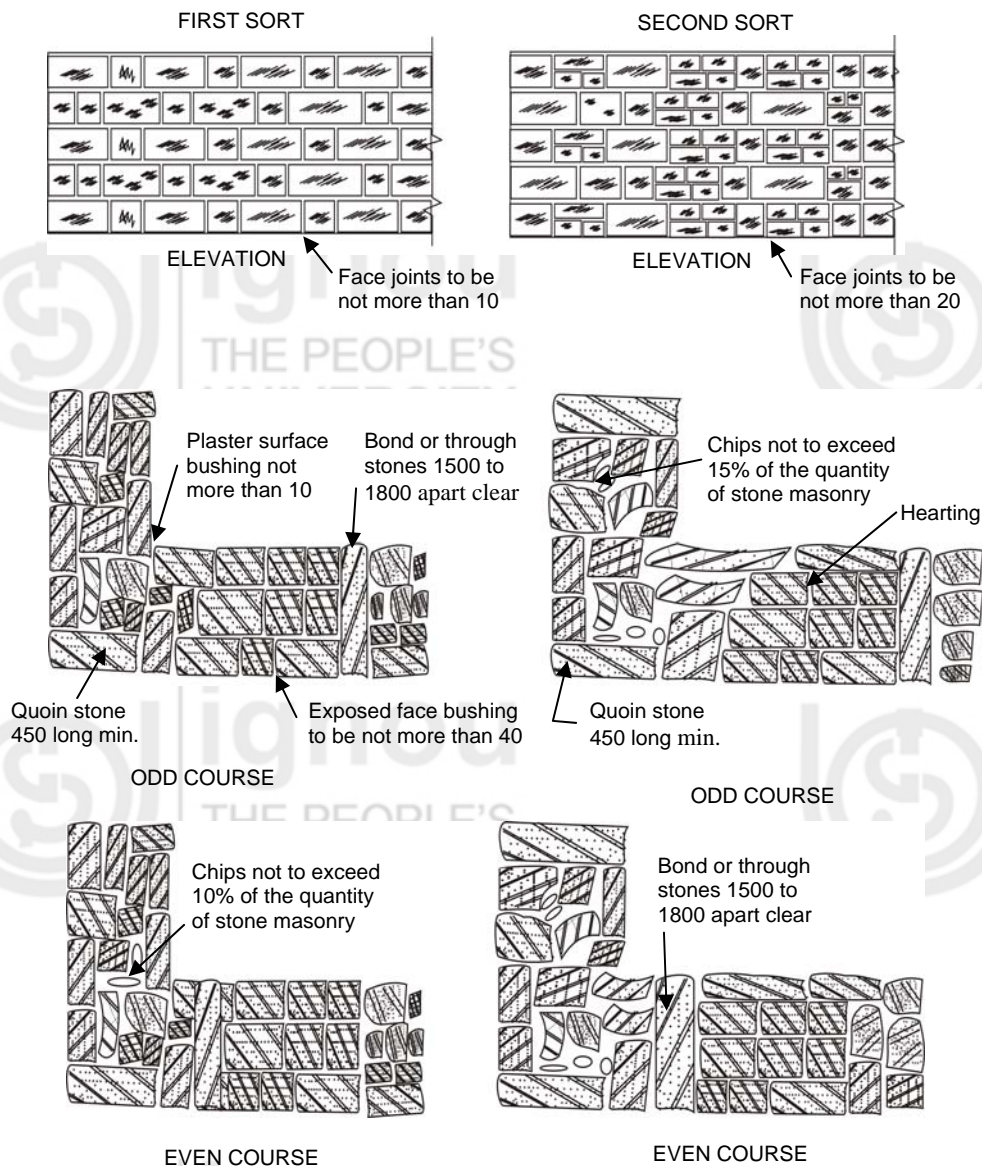 FIRST SORT
SECOND SORT
ELEVATION
Face joints to be
not more than 10
ELEVATION
Face joints to be
not more than 20
ignou
THE PEOPLE'S
Plaster surface
bushing not
more than 10
Bond or through
stones 1500 to
1800 apart clear
Chips not to exceed
15% of the quantity
of stone masonry
Hearting
Quoin stone
450 long min.
Exposed face bushing
to be not more than 40
Quoin stone
450 long min.
ignou
THE PEOPLE'S
ODD COURSE
ODD COURSE
Chips not to exceed
10% of the quantity
of stone masonry
Bond or through
stones 1500 to
1800 apart clear
EVEN COURSE
EVEN COURSE